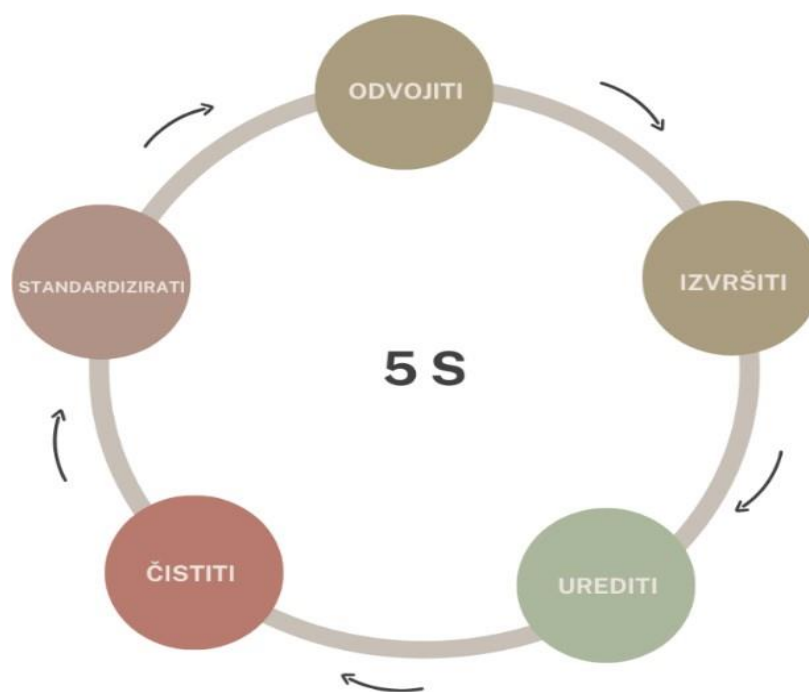 ODVOJITI
IZVRŠITI
STANDARDIZIRATI
5 S
ČISTITI
UREDITI